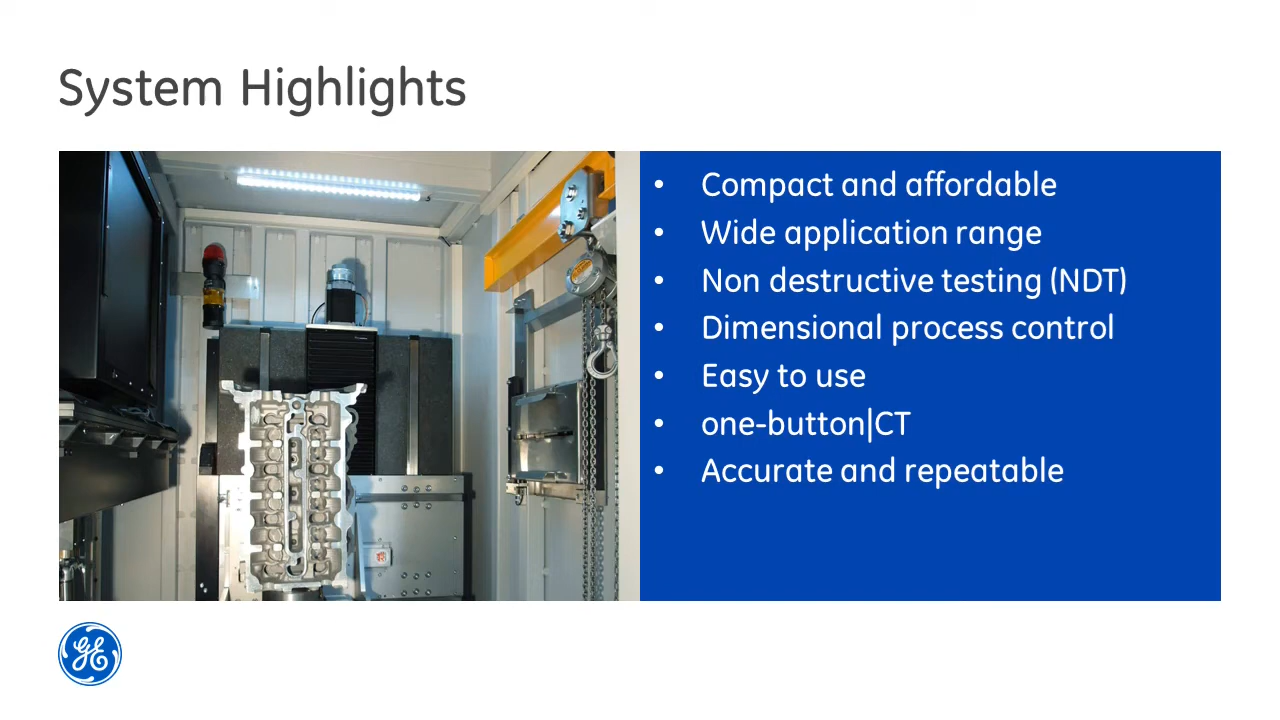 System Highlights
• Compact and affordable
• Wide application range
• Non destructive testing (NDT)
• Dimensional process control
• Easy to use
• one-button|CT
• Accurate and repeatable
GE